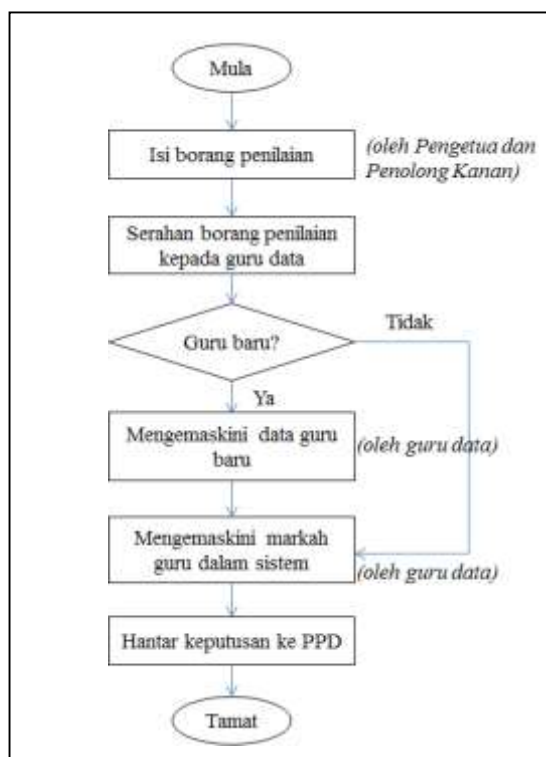 Mula
Isi borang penilaian
(oleh Pengetua dan
Penolong Kanan)
Serahan borang penilaian
kepada guru data
Guru baru?
Tidak
Ya
Mengemaskini data guru
baru
(oleh guru data)
Mengemaskini markah
guru dalam sistem
(oleh guru data)
Hantar keputusan ke PPD
Tamat